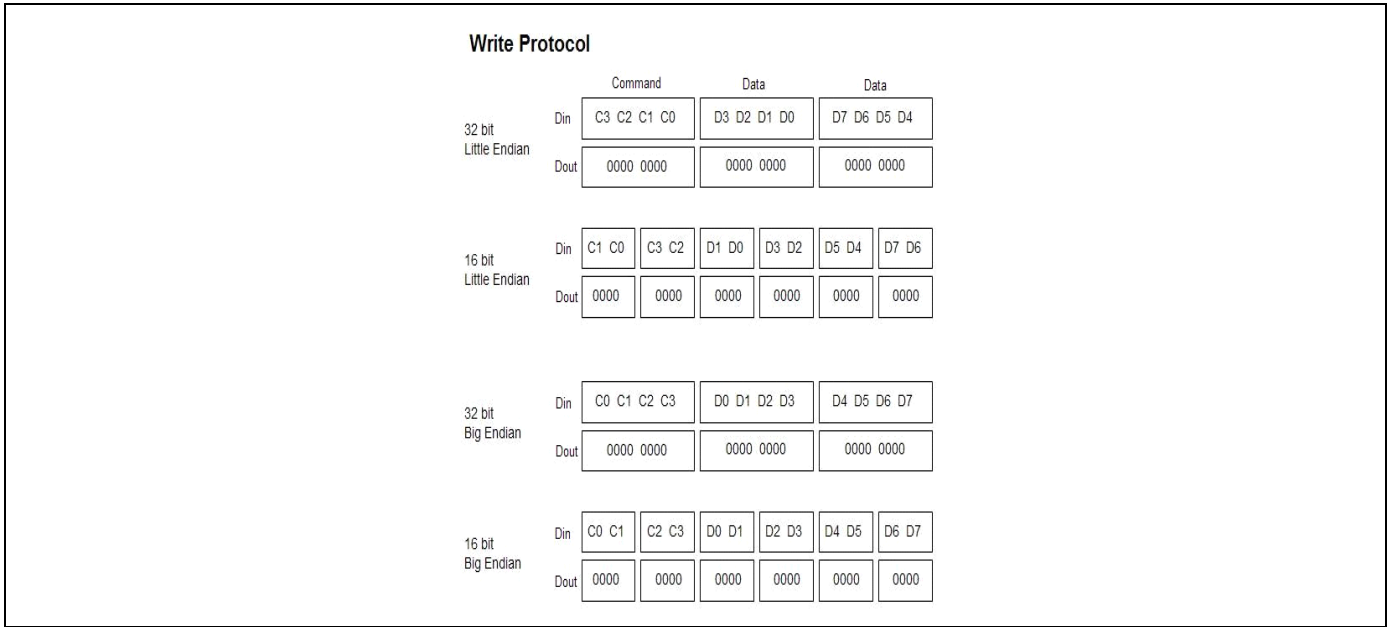 Write Protocol
Command Data Data
32 bit
Little Endian
Din C3 C2 C1 C0 D3 D2 D1 D0 D7 D6 D5 D4
Dout 0000 0000 0000 0000 0000 0000
16 bit
Little Endian
Din C1 C0 C3 C2 D1 D0 D3 D2 D5 D4 D7 D6
Dout 0000 0000 0000 0000 0000 0000
32 bit
Big Endian
Din C0 C1 C2 C3 D0 D1 D2 D3 D4 D5 D6 D7
Dout 0000 0000 0000 0000 0000 0000
16 bit
Big Endian
Din C0 C1 C2 C3 D0 D1 D2 D3 D4 D5 D6 D7
Dout 0000 0000 0000 0000 0000 0000